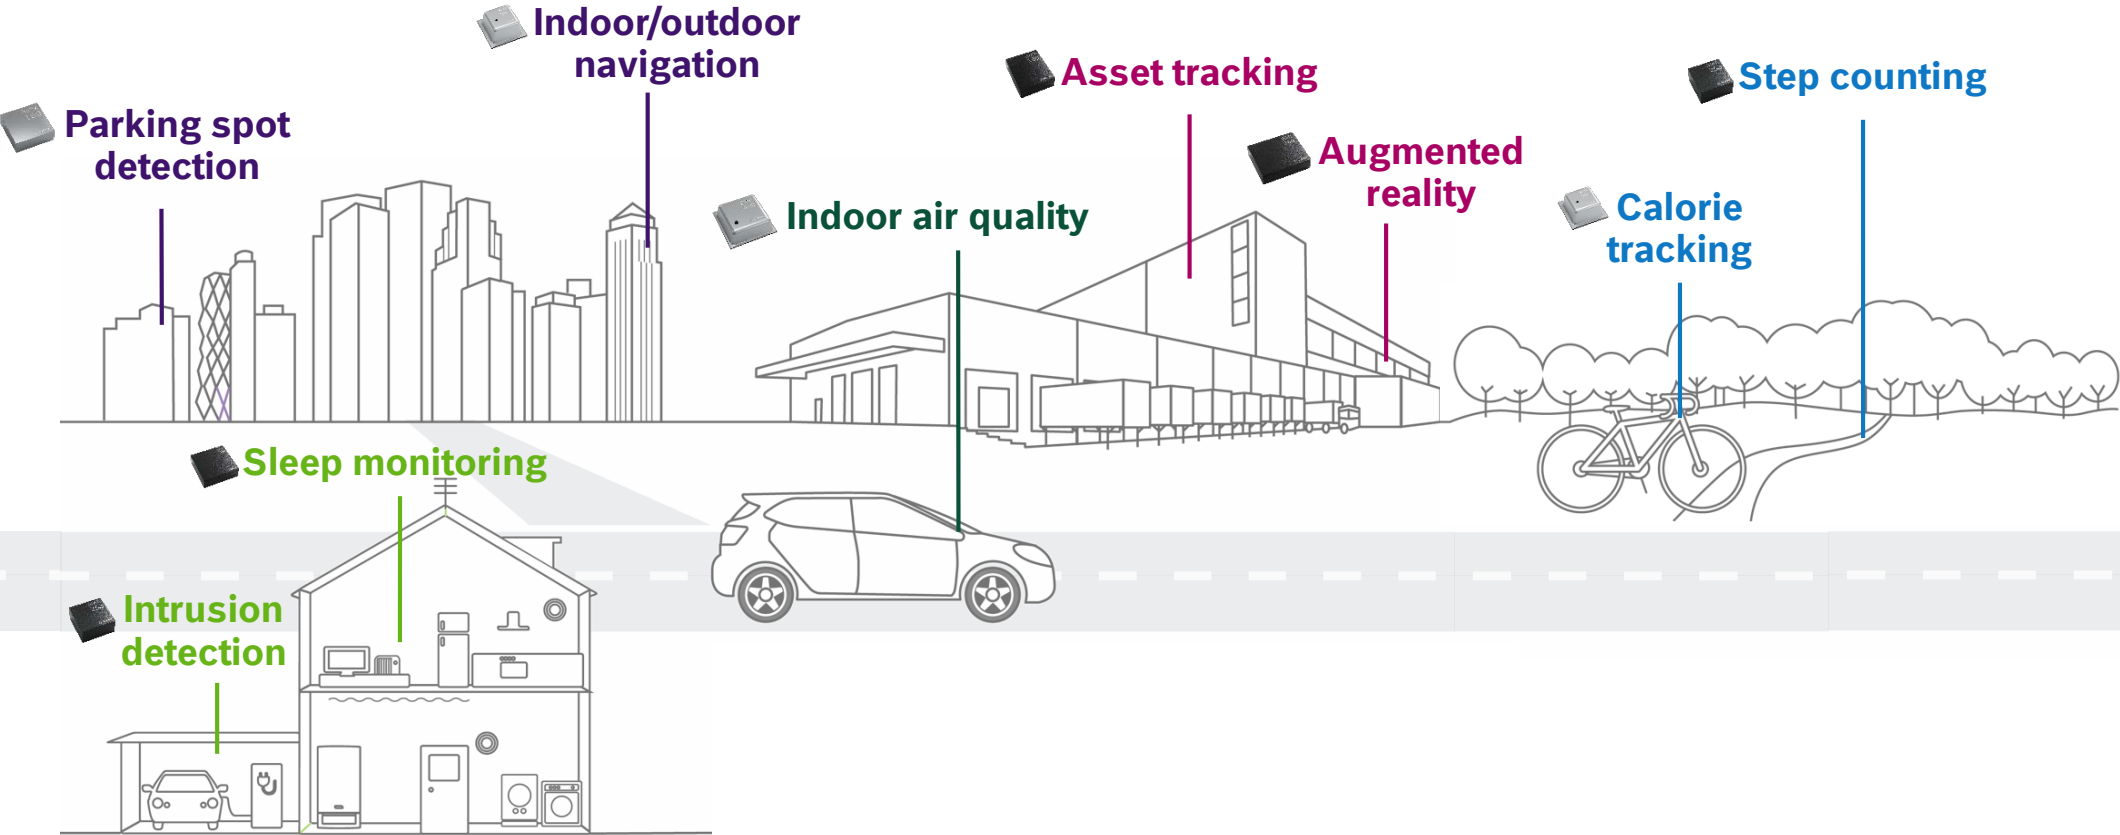 Indoor/outdoor
navigation
Parking spot
detection
Asset tracking
Augmented
reality
Step counting
Calorie
tracking
Indoor air quality
Sleep monitoring
Intrusion
detection